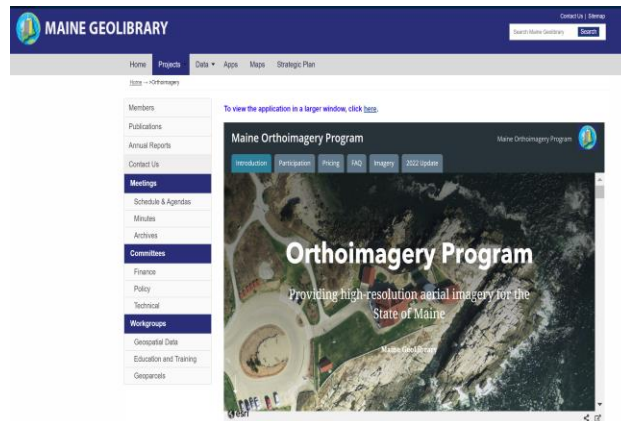 Contact Us | Sitemap
MAINE GEOLIBRARY
Search Maine Geolibrary
Search
Home Projects Data ▾ Apps Maps Strategic Plan
Home → >Orthoimagery
Members
Publications
Annual Reports
Contact Us
Meetings
Schedule & Agendas
Minutes
Archives
Committees
Finance
Policy
Technical
Workgroups
Geospatial Data
Education and Training
Geoparcels
To view the application in a larger window, click here.
Maine Orthoimagery Program
Maine Orthoimagery Program
Introduction Participation Pricing FAQ Imagery 2022 Update
Orthoimagery Program
Providing high-resolution aerial imagery for the
State of Maine
Maine GeoLibrary
esri